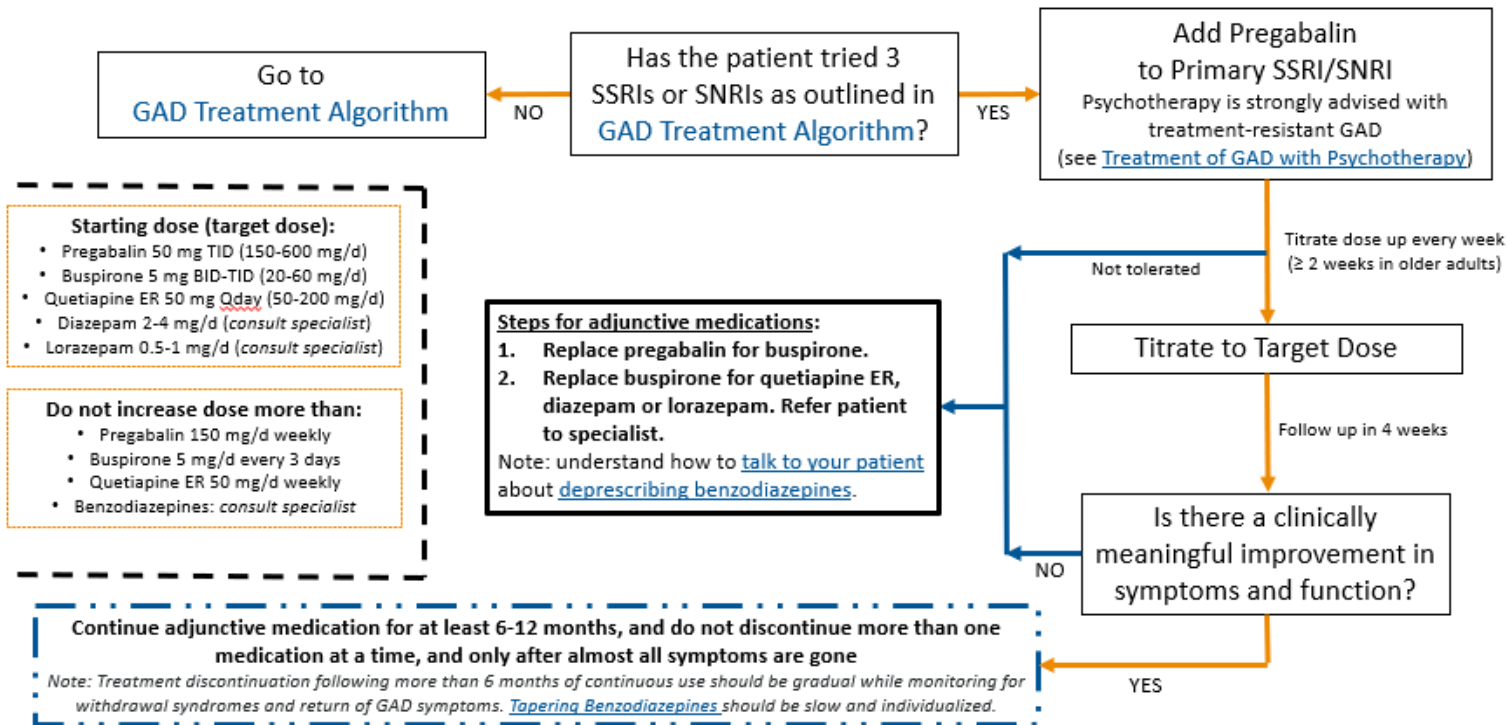 Go to
GAD Treatment Algorithm
NO
Has the patient tried 3
SSRIs or SNRIs as outlined in
GAD Treatment Algorithm?
YES
Add Pregabalin
to Primary SSRI/SNRI
Psychotherapy is strongly advised with
treatment-resistant GAD
(see Treatment of GAD with Psychotherapy)
Starting dose (target dose):
• Pregabalin 50 mg TID (150-600 mg/d)
• Buspirone 5 mg BID-TID (20-60 mg/d)
• Quetiapine ER 50 mg Qday (50-200 mg/d)
• Diazepam 2-4 mg/d (consult specialist)
• Lorazepam 0.5-1 mg/d (consult specialist)
Do not increase dose more than:
• Pregabalin 150 mg/d weekly
• Buspirone 5 mg/d every 3 days
• Quetiapine ER 50 mg/d weekly
• Benzodiazepines: consult specialist
Titrate dose up every week
(≥ 2 weeks in older adults)
Not tolerated
Steps for adjunctive medications:
1. Replace pregabalin for buspirone.
2. Replace buspirone for quetiapine ER,
diazepam or lorazepam. Refer patient
to specialist.
Note: understand how to talk to your patient
about deprescribing benzodiazepines.
Titrate to Target Dose
Follow up in 4 weeks
Is there a clinically
meaningful improvement in
symptoms and function?
NO
YES
Continue adjunctive medication for at least 6-12 months, and do not discontinue more than one
medication at a time, and only after almost all symptoms are gone
Note: Treatment discontinuation following more than 6 months of continuous use should be gradual while monitoring for
withdrawal syndromes and return of GAD symptoms. Tapering Benzodiazepines should be slow and individualized.